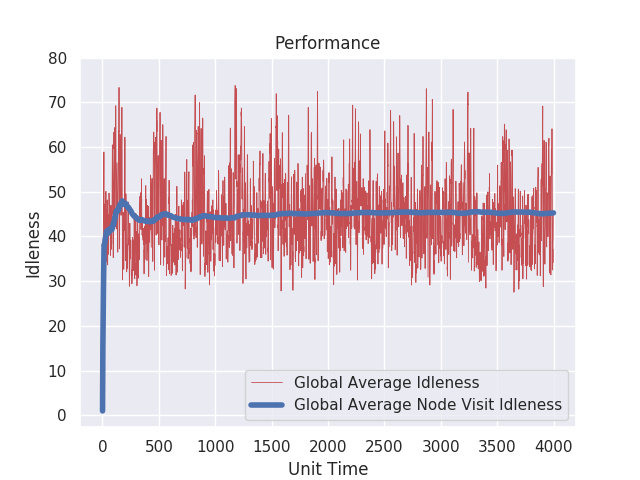 Performance
80
70
60
50
40
30
20
10
0
Idleness
0 500 1000 1500 2000 2500 3000 3500 4000
Unit Time
Global Average Idleness
Global Average Node Visit Idleness